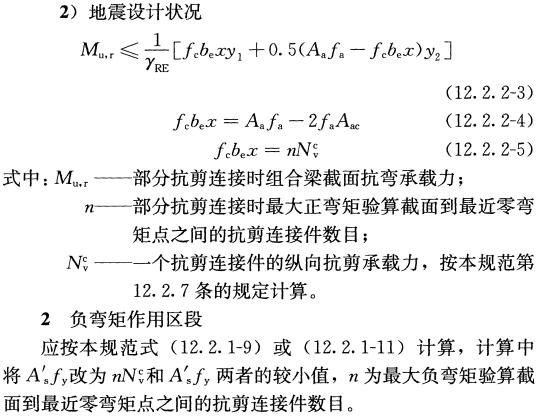 2）地震设计状况
M_{u,r} ≤ \frac{1}{γ_{RE}} [f_c b_e x y_1 + 0.5(A_a f_a − f_c b_e x) y_2]
(12.2.2-3)
f_c b_e x = A_a f_a − 2 f_a A_{ac} (12.2.2-4)
f_c b_e x = n N_v^c (12.2.2-5)
式中：M_{u,r}——部分抗剪连接时组合梁截面抗弯承载力；
n——部分抗剪连接时最大正弯矩验算截面到最近零弯
矩点之间的抗剪连接件数目；
N_v^c——一个抗剪连接件的纵向抗剪承载力，按本规范第
12.2.7 条的规定计算。
2 负弯矩作用区段
应按本规范式（12.2.1-9）或（12.2.1-11）计算，计算中
将 A'_s f_y 改为 n N_v^c 和 A'_s f_y 两者的较小值，n 为最大负弯矩验算截
面到最近零弯矩点之间的抗剪连接件数目。